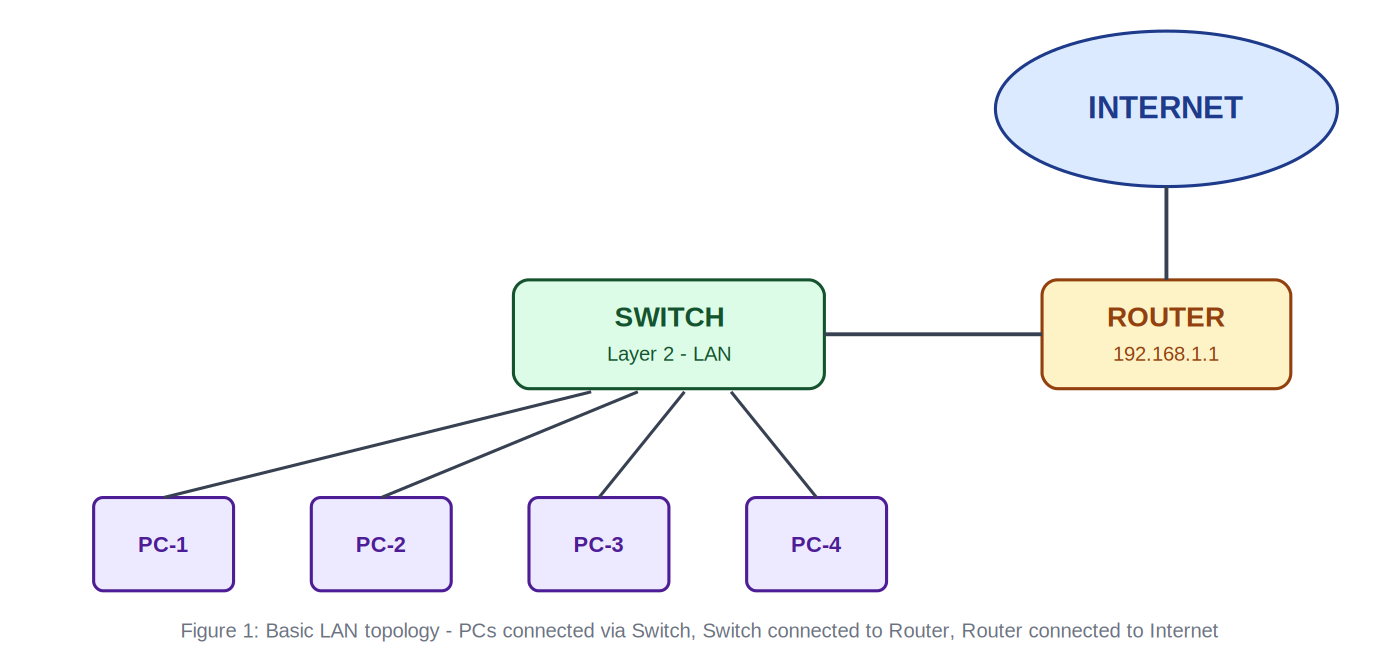 INTERNET
SWITCH
Layer 2 - LAN
ROUTER
192.168.1.1
PC-1
PC-2
PC-3
PC-4
Figure 1: Basic LAN topology - PCs connected via Switch, Switch connected to Router, Router connected to Internet